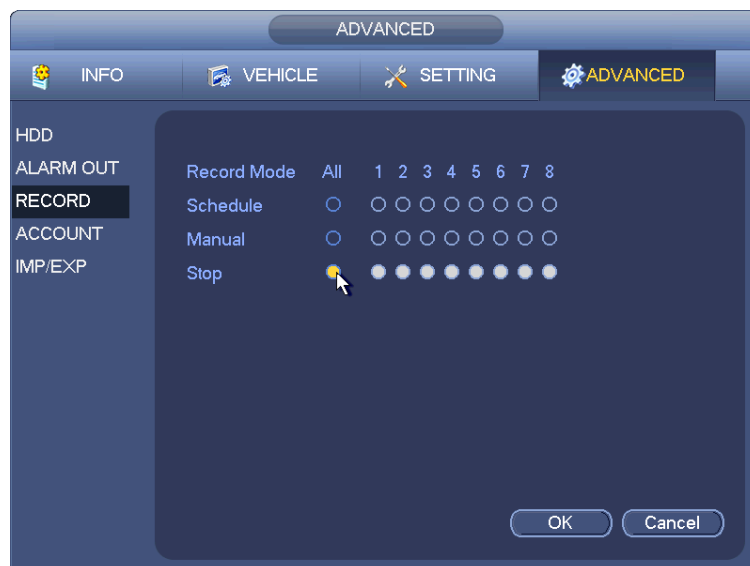 ADVANCED
INFO VEHICLE SETTING ADVANCED
HDD
ALARM OUT
RECORD
ACCOUNT
IMP/EXP
Record Mode All 1 2 3 4 5 6 7 8
Schedule
Manual
Stop
OK Cancel